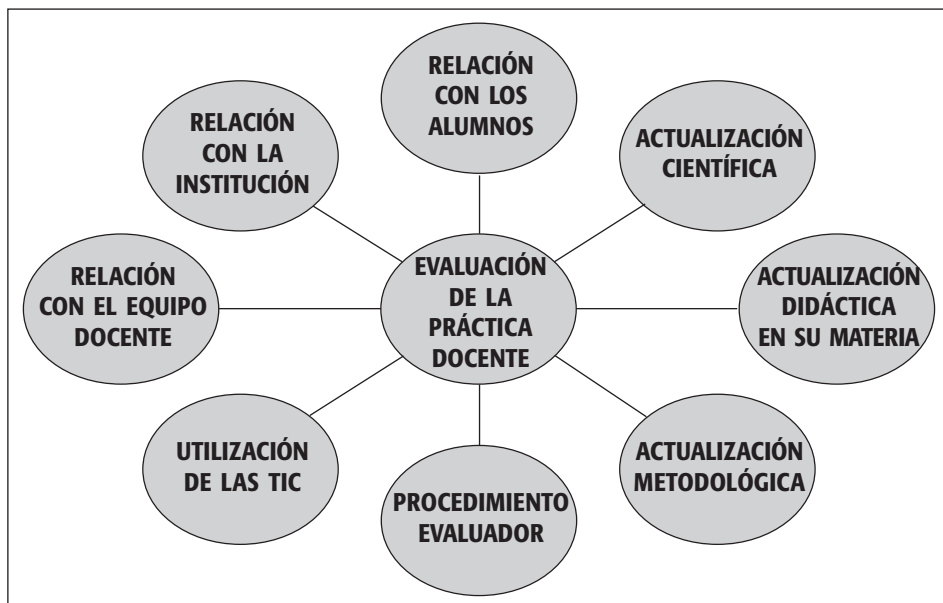 RELACIÓN
CON LOS
ALUMNOS
RELACIÓN
CON LA
INSTITUCIÓN
ACTUALIZACIÓN
CIENTÍFICA
RELACIÓN
CON EL EQUIPO
DOCENTE
EVALUACIÓN
DE LA
PRÁCTICA
DOCENTE
ACTUALIZACIÓN
DIDÁCTICA
EN SU MATERIA
UTILIZACIÓN
DE LAS TIC
ACTUALIZACIÓN
METODOLÓGICA
PROCEDIMIENTO
EVALUADOR